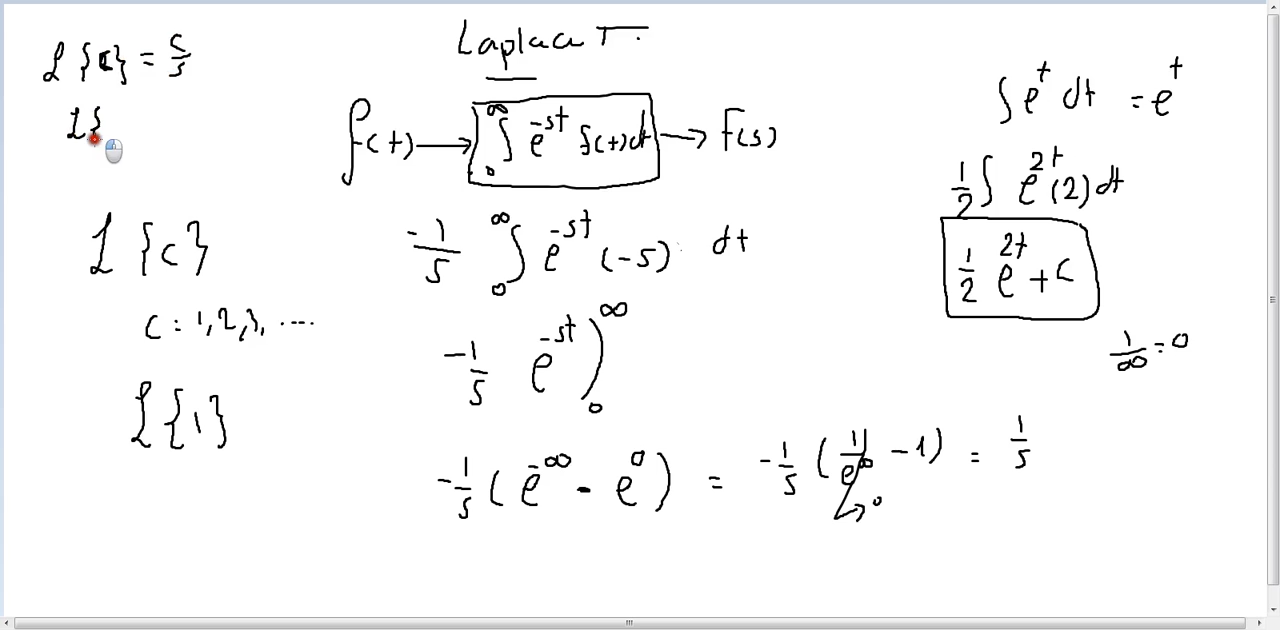 Laplace T.
ℒ{c} = c/s
ℒ{
f(t) → ∫₀^∞ e^{-st} f(t) dt → F(s)
∫ e^t dt = e^t
1/2 ∫ e^{2t} (2) dt
1/2 e^{2t} + c
1/∞ = 0
ℒ{c}
c = 1, 2, 3, ....
ℒ{1}
-1/s ∫₀^∞ e^{-st} (-s) dt
-1/s e^{-st} )₀^∞
-1/s ( e^{-∞} - e^0 ) = -1/s ( 1/e^∞ - 1 ) = 1/s
→ 0